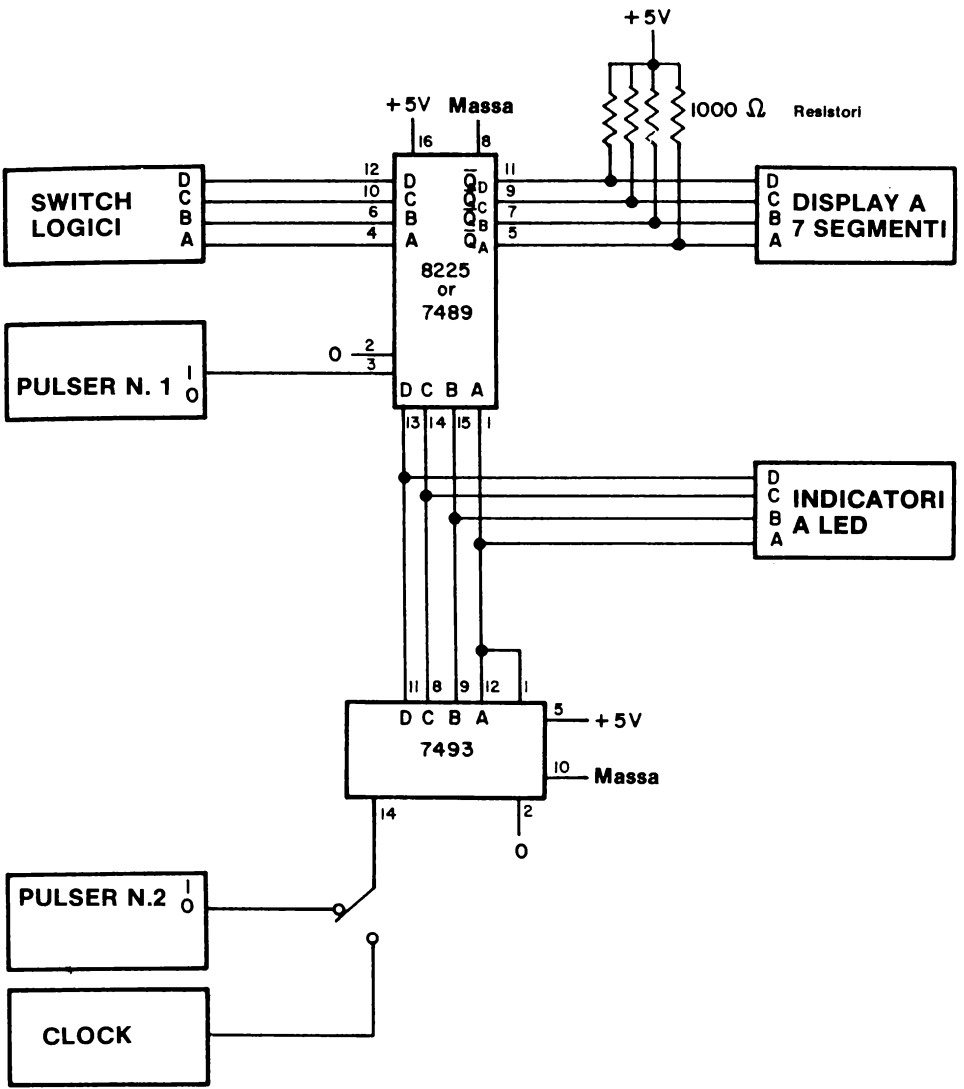 +5V
1000 Ω Resistori
+5V Massa
16 8
SWITCH LOGICI
D C B A
12 10 6 4
D C B A
Q̅D Q̅C Q̅B Q̅A
11 9 7 5
D C B A
DISPLAY A 7 SEGMENTI
8225
or
7489
0 2
3
PULSER N. 1
1
0
D C B A
13 14 15 1
D
C
B
A
INDICATORI
A LED
11 8 9 12 1
D C B A
7493
5 +5V
10 Massa
14 2
0
PULSER N.2
1
0
CLOCK